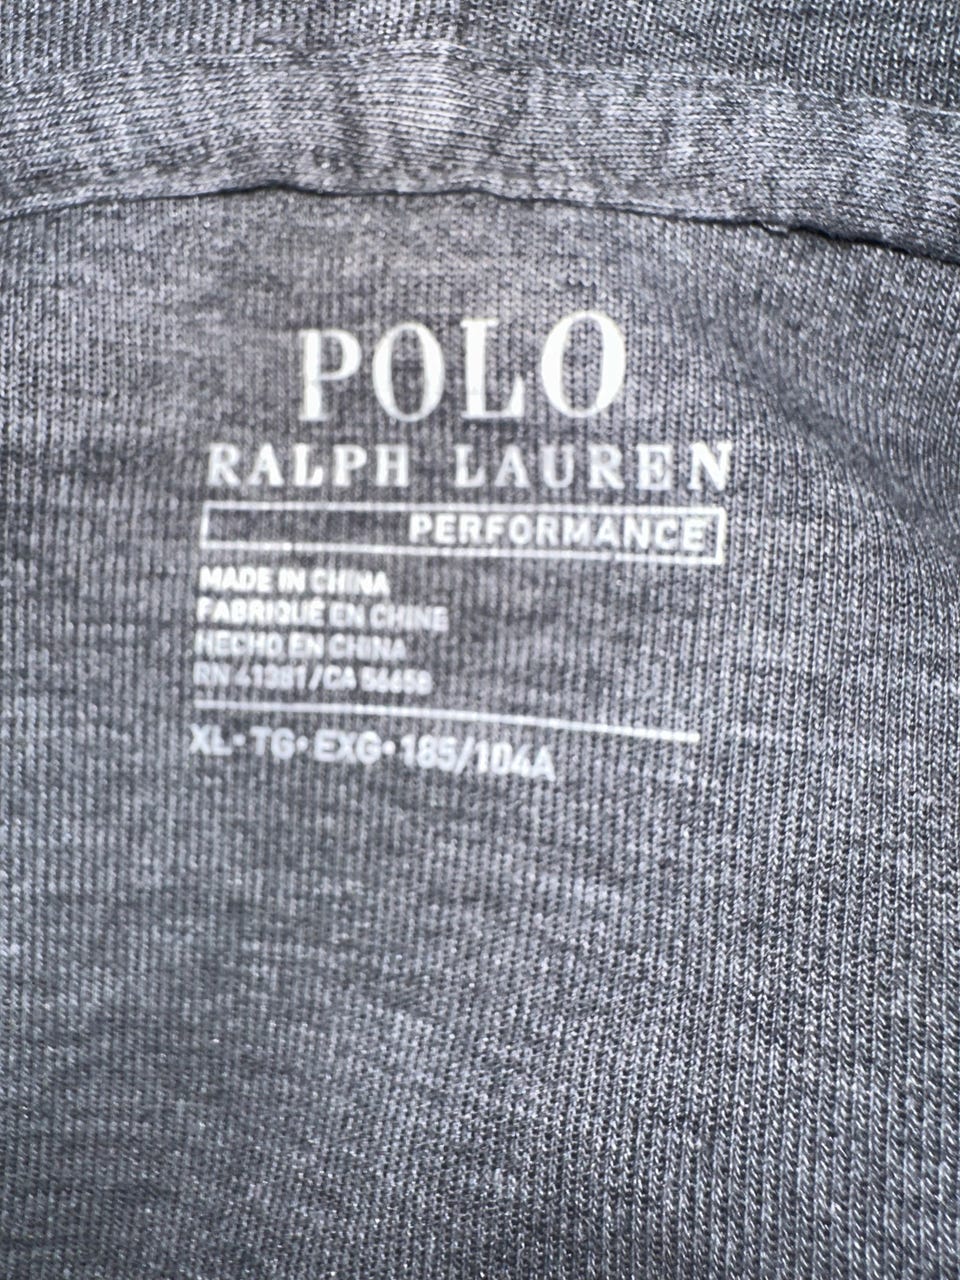 POLO
RALPH LAUREN
PERFORMANCE
MADE IN CHINA
FABRIQUÉ EN CHINE
HECHO EN CHINA
RN 41381/CA 56458
XL•TG•EXG•185/104A